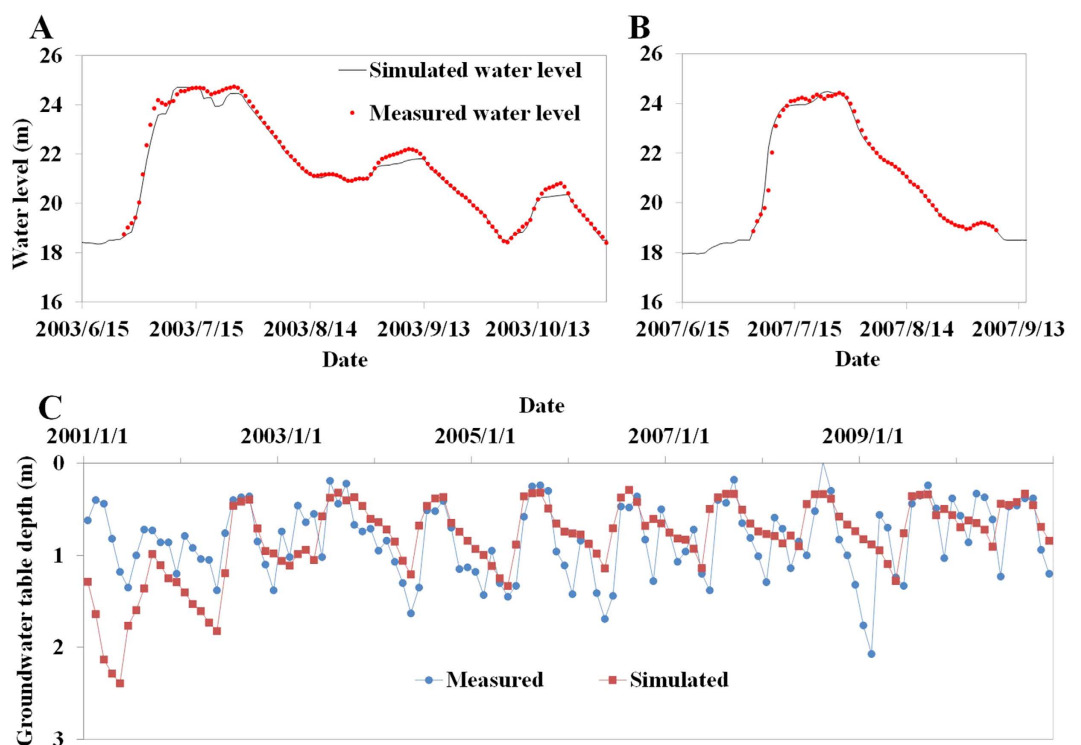 A
B
26
24
22
20
18
16
Water level (m)
Simulated water level
Measured water level
2003/6/15 2003/7/15 2003/8/14 2003/9/13 2003/10/13
Date
26
24
22
20
18
16
2007/6/15 2007/7/15 2007/8/14 2007/9/13
Date
C
Date
2001/1/1 2003/1/1 2005/1/1 2007/1/1 2009/1/1
0
1
2
3
Groundwater table depth (m)
Measured Simulated